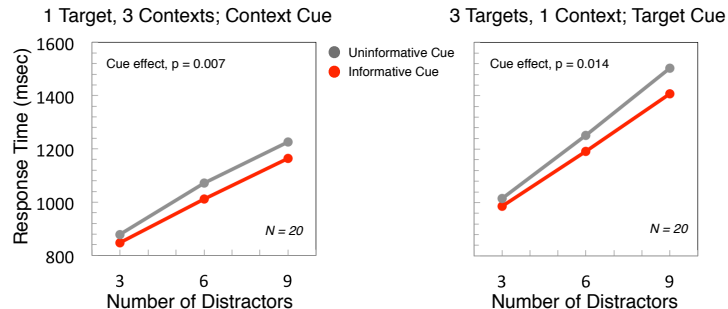 1 Target, 3 Contexts; Context Cue
1600
1400
1200
1000
800
Response Time (msec)
Cue effect, p = 0.007
N = 20
3 6 9
Number of Distractors
Uninformative Cue
Informative Cue
3 Targets, 1 Context; Target Cue
Cue effect, p = 0.014
N = 20
3 6 9
Number of Distractors